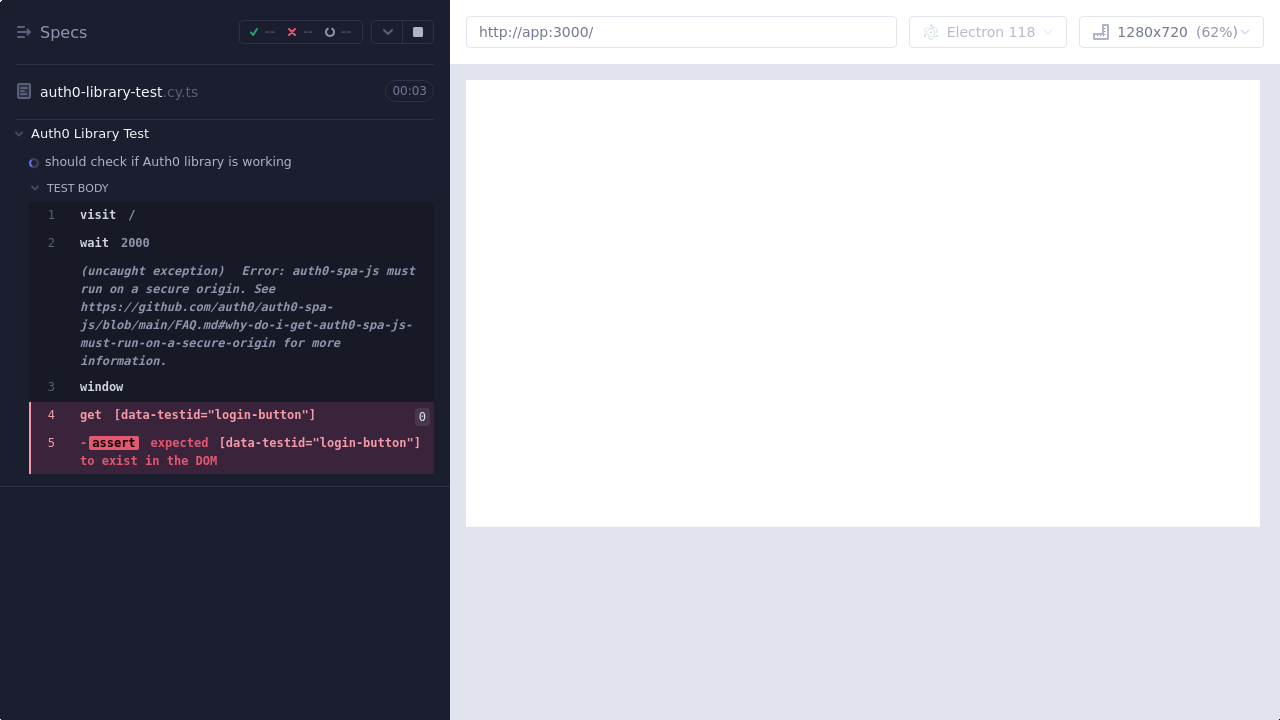 Specs
--
--
--
auth0-library-test.cy.ts
00:03
Auth0 Library Test
should check if Auth0 library is working
TEST BODY
1 visit /
2 wait 2000
(uncaught exception) Error: auth0-spa-js must
run on a secure origin. See
https://github.com/auth0/auth0-spa-
js/blob/main/FAQ.md#why-do-i-get-auth0-spa-js-
must-run-on-a-secure-origin for more
information.
3 window
4 get [data-testid="login-button"] 0
5 -assert expected [data-testid="login-button"]
to exist in the DOM
http://app:3000/
Electron 118
1280x720 (62%)